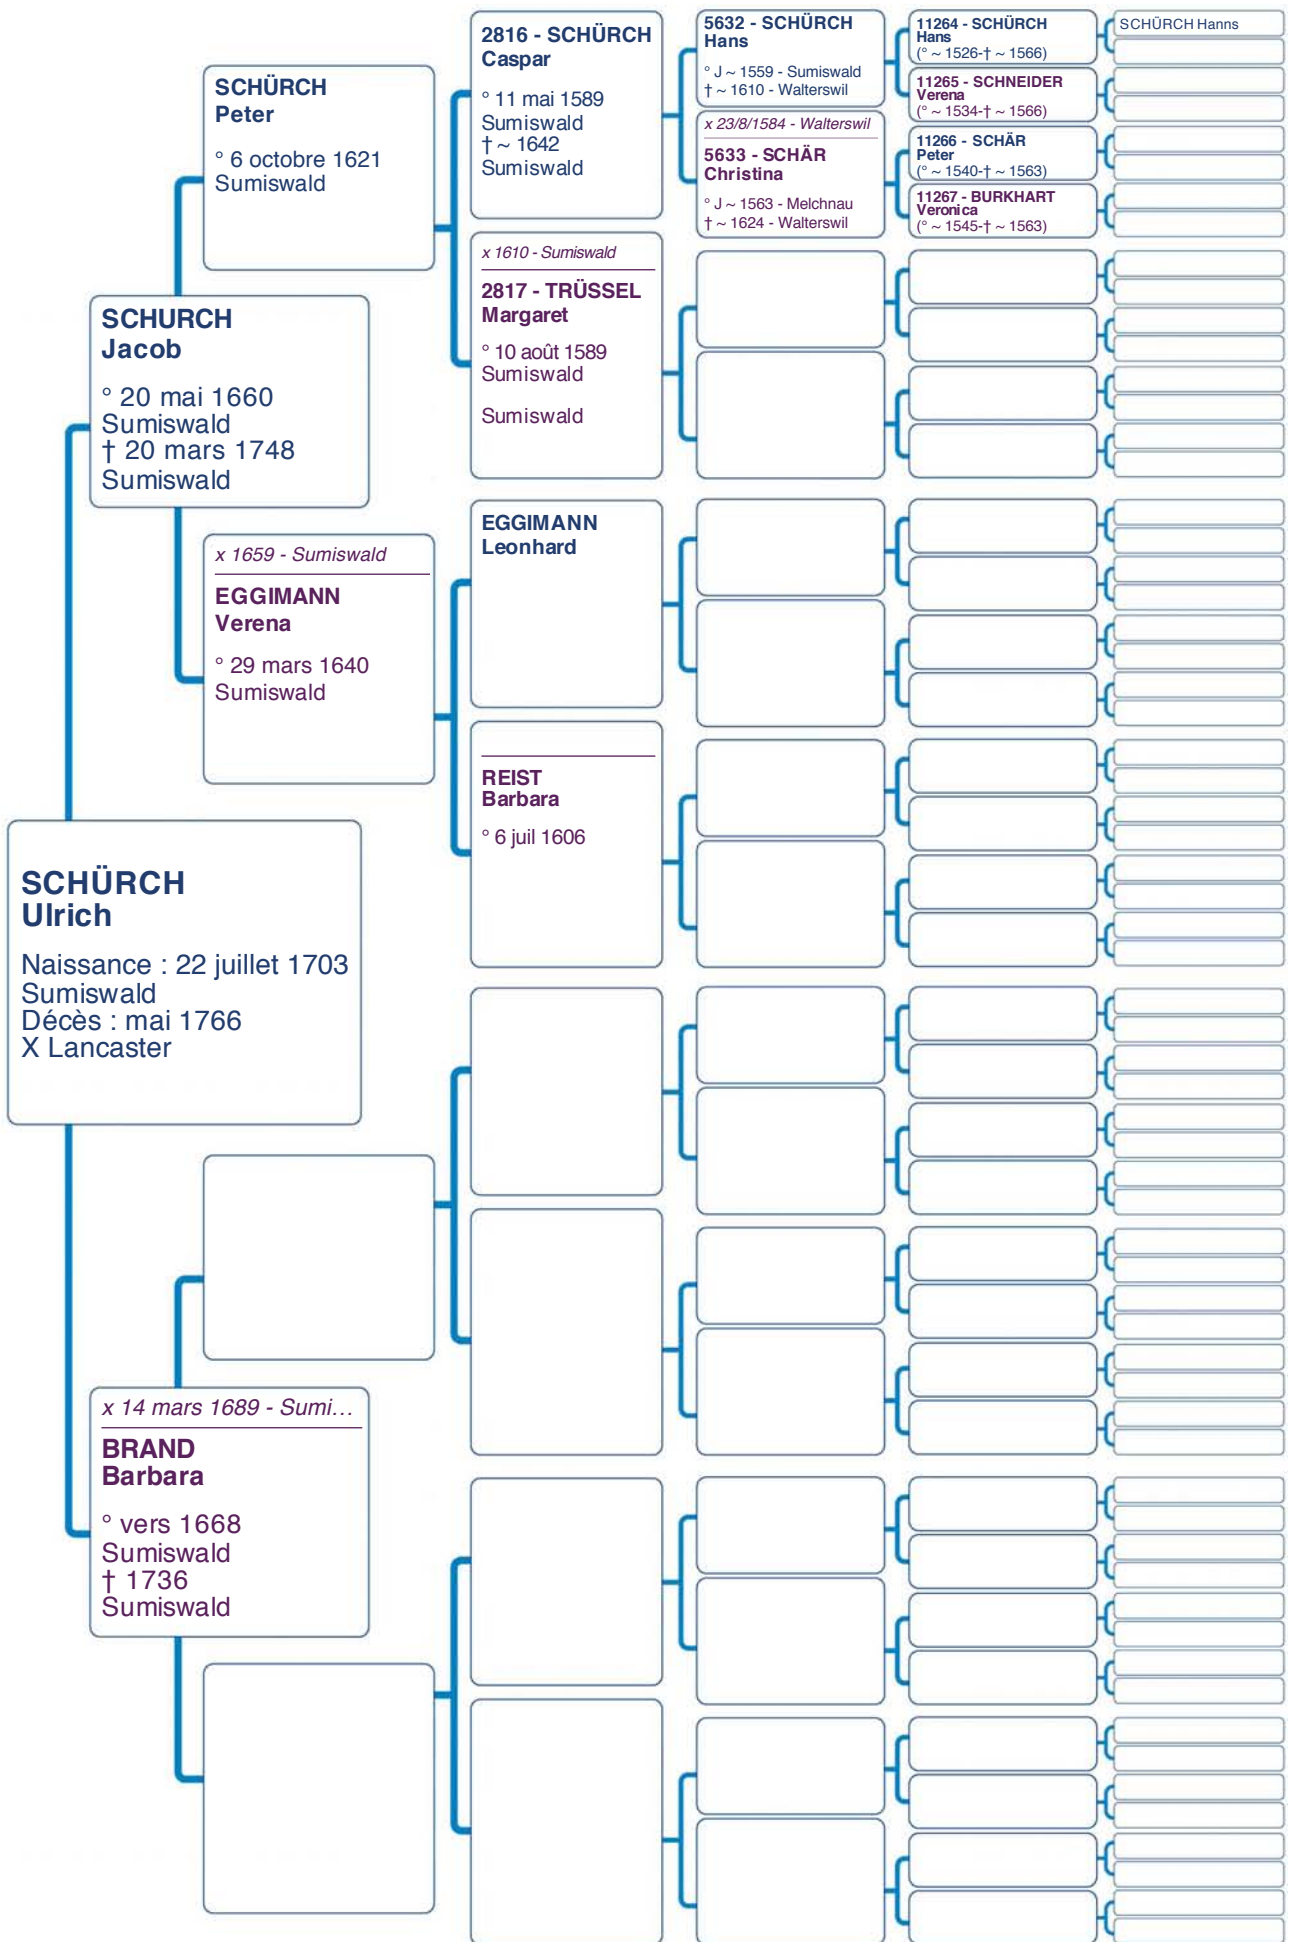 SCHÜRCH
Ulrich
Naissance : 22 juillet 1703
Sumiswald
Décès : mai 1766
X Lancaster
SCHURCH
Jacob
° 20 mai 1660
Sumiswald
† 20 mars 1748
Sumiswald
x 14 mars 1689 - Sumi...
BRAND
Barbara
° vers 1668
Sumiswald
† 1736
Sumiswald
SCHÜRCH
Peter
° 6 octobre 1621
Sumiswald
x 1659 - Sumiswald
EGGIMANN
Verena
° 29 mars 1640
Sumiswald
2816 - SCHÜRCH
Caspar
° 11 mai 1589
Sumiswald
† ~ 1642
Sumiswald
x 1610 - Sumiswald
2817 - TRÜSSEL
Margaret
° 10 août 1589
Sumiswald
Sumiswald
EGGIMANN
Leonhard
REIST
Barbara
° 6 juil 1606
5632 - SCHÜRCH
Hans
° J ~ 1559 - Sumiswald
† ~ 1610 - Walterswil
x 23/8/1584 - Walterswil
5633 - SCHÄR
Christina
° J ~ 1563 - Melchnau
† ~ 1624 - Walterswil
11264 - SCHÜRCH
Hans
(° ~ 1526-† ~ 1566)
11265 - SCHNEIDER
Verena
(° ~ 1534-† ~ 1566)
11266 - SCHÄR
Peter
(° ~ 1540-† ~ 1563)
11267 - BURKHART
Veronica
(° ~ 1545-† ~ 1563)
SCHÜRCH Hanns